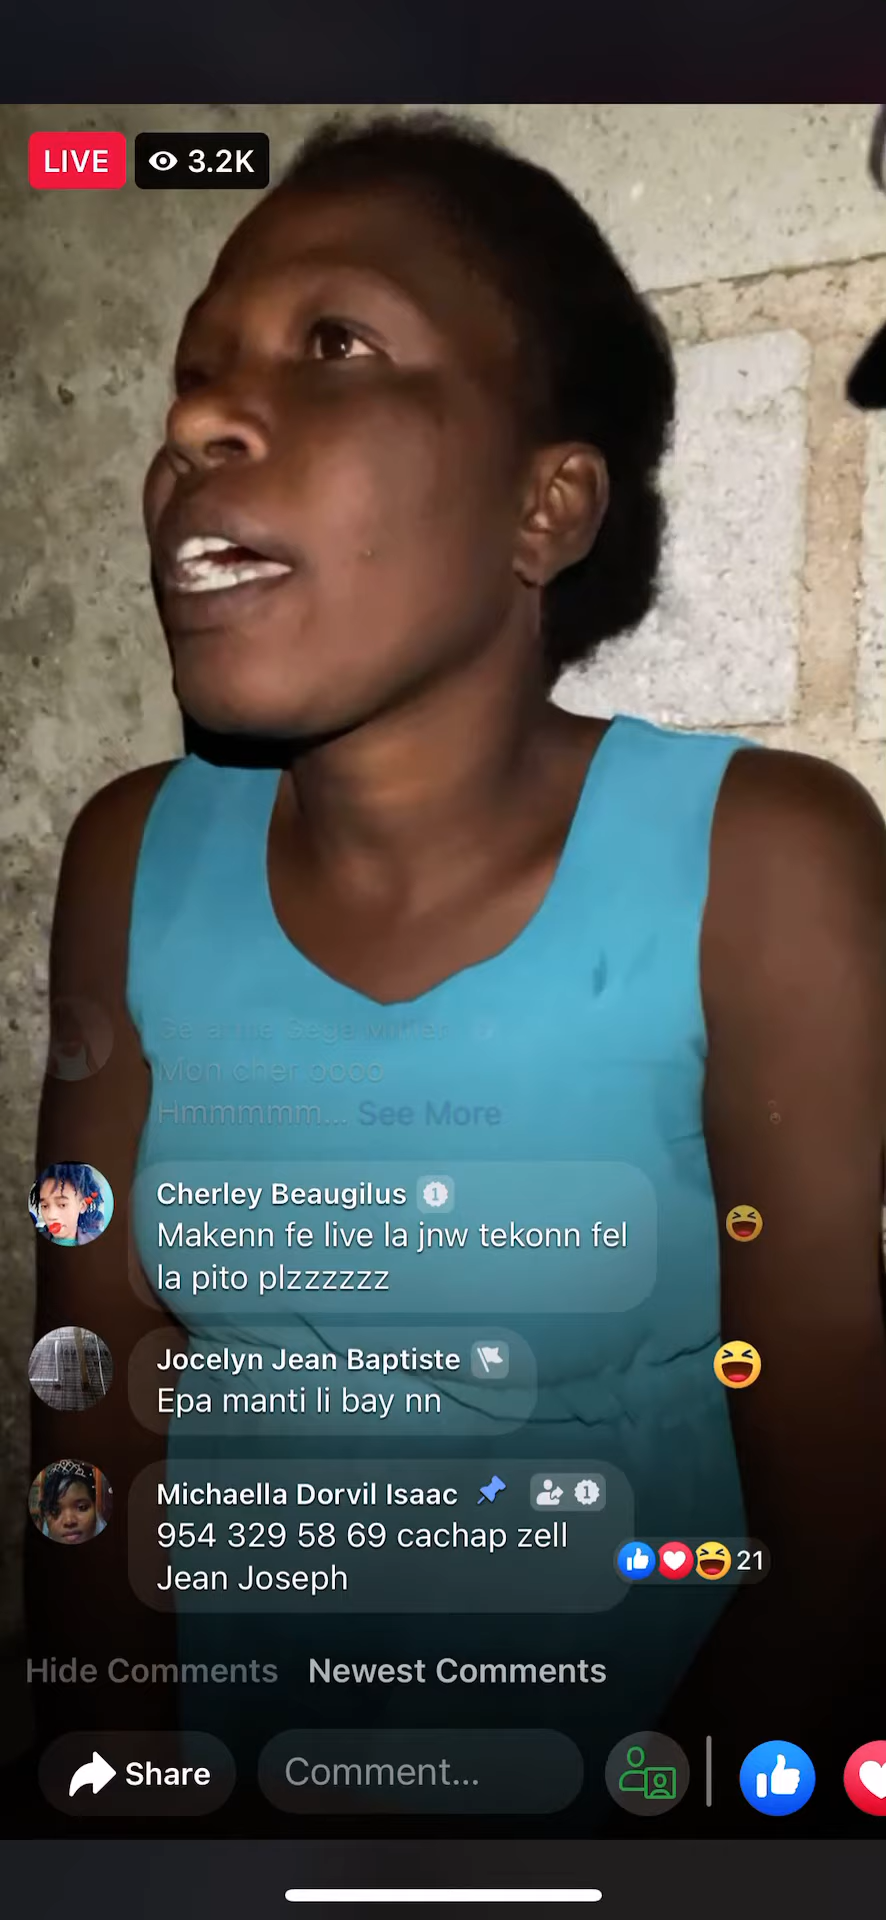 LIVE 3.2K
Mon cher oooo
Hmmmmm... See More
Cherley Beaugilus
Makenn fe live la jnw tekonn fel
la pito plzzzzzz
Jocelyn Jean Baptiste
Epa manti li bay nn
Michaella Dorvil Isaac
954 329 58 69 cachap zell
Jean Joseph
21
Hide Comments Newest Comments
Share Comment...